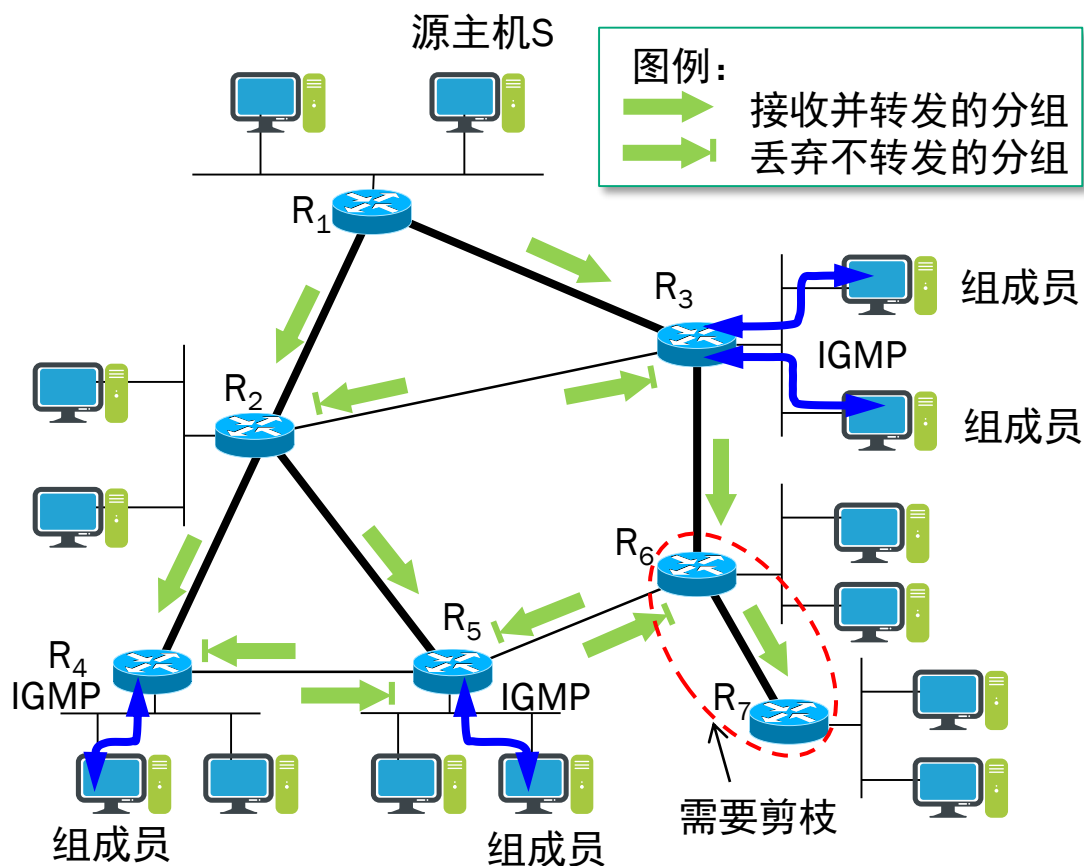 源主机S
图例：
接收并转发的分组
丢弃不转发的分组
R1
R3
组成员
IGMP
R2
组成员
R6
R5
R4
IGMP
IGMP
R7
需要剪枝
组成员
组成员